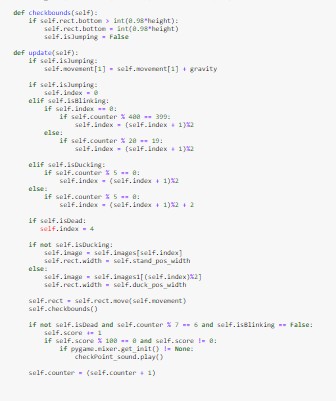 def checkbounds(self):
if self.rect.bottom > int(0.98*height):
self.rect.bottom = int(0.98*height)
self.isJumping = False
def update(self):
if self.isJumping:
self.movement[1] = self.movement[1] + gravity
if self.isJumping:
self.index = 0
elif self.isBlinking:
if self.index == 0:
if self.counter % 400 == 399:
self.index = (self.index + 1)%2
else:
if self.counter % 20 == 19:
self.index = (self.index + 1)%2
elif self.isDucking:
if self.counter % 5 == 0:
self.index = (self.index + 1)%2
else:
if self.counter % 5 == 0:
self.index = (self.index + 1)%2 + 2
if self.isDead:
self.index = 4
if not self.isDucking:
self.image = self.images[self.index]
self.rect.width = self.stand_pos_width
else:
self.image = self.images1[(self.index)%2]
self.rect.width = self.duck_pos_width
self.rect = self.rect.move(self.movement)
self.checkbounds()
if not self.isDead and self.counter % 7 == 6 and self.isBlinking == False:
self.score += 1
if self.score % 100 == 0 and self.score != 0:
if pygame.mixer.get_init() != None:
checkPoint_sound.play()
self.counter = (self.counter + 1)